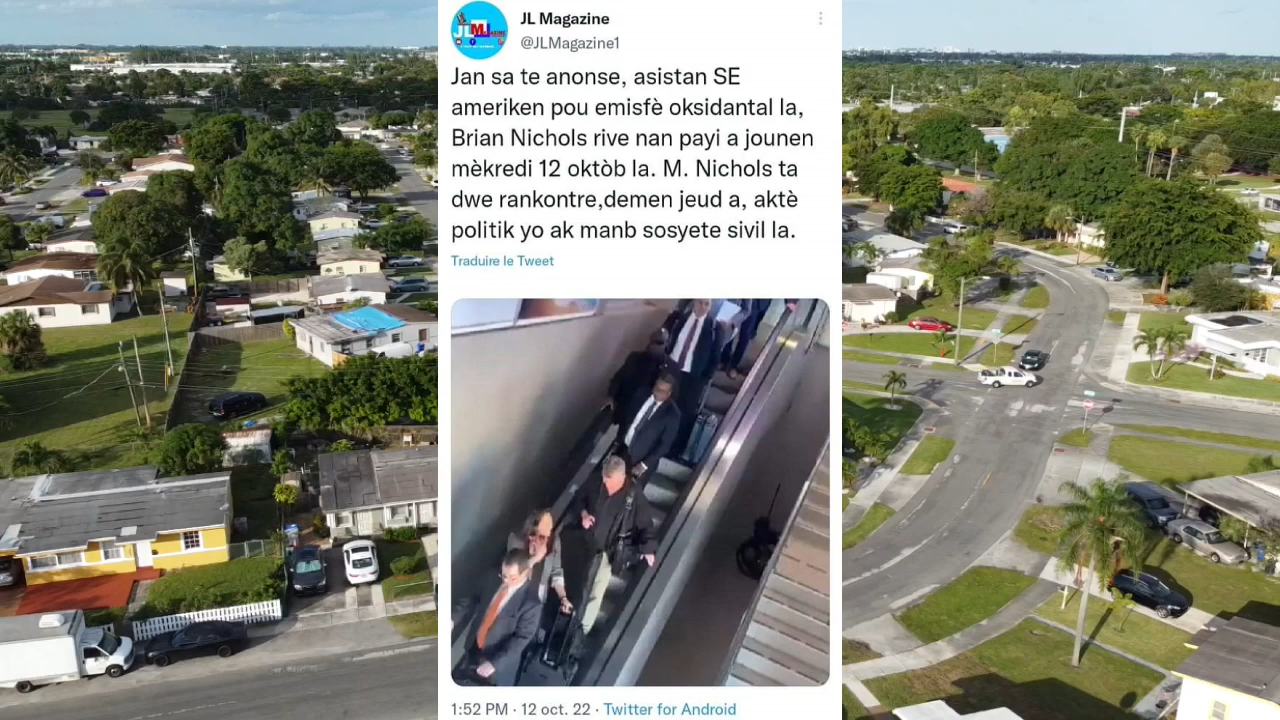 JL Magazine
@JLMagazine1
Jan sa te anonse, asistan SE
ameriken pou emisfè oksidantal la,
Brian Nichols rive nan payi a jounen
mèkredi 12 oktòb la. M. Nichols ta
dwe rankontre,demen jeud a, aktè
politik yo ak manb sosyete sivil la.
Traduire le Tweet
1:52 PM · 12 oct. 22 · Twitter for Android